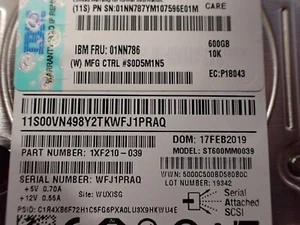 (11S) PN SN:01NN787YM107596E01M
CARE
IBM FRU: 01NN786
600GB
10K
(W) MFG CTRL #S0D5M1N5
EC:P18043
11S00VN498Y2TKWFJ1PRAQ
DOM: 17FEB2019
PART NUMBER: 1XF210-039
MODEL: ST600MM0039
SERIAL NUMBER: WFJ1PRAQ
WWN: 5000C500BD580B0C
LOT NUMBER: 19342
+5V 0.70A
+12V 0.55A
Site: WUXISG
Serial
Attached
SCSI